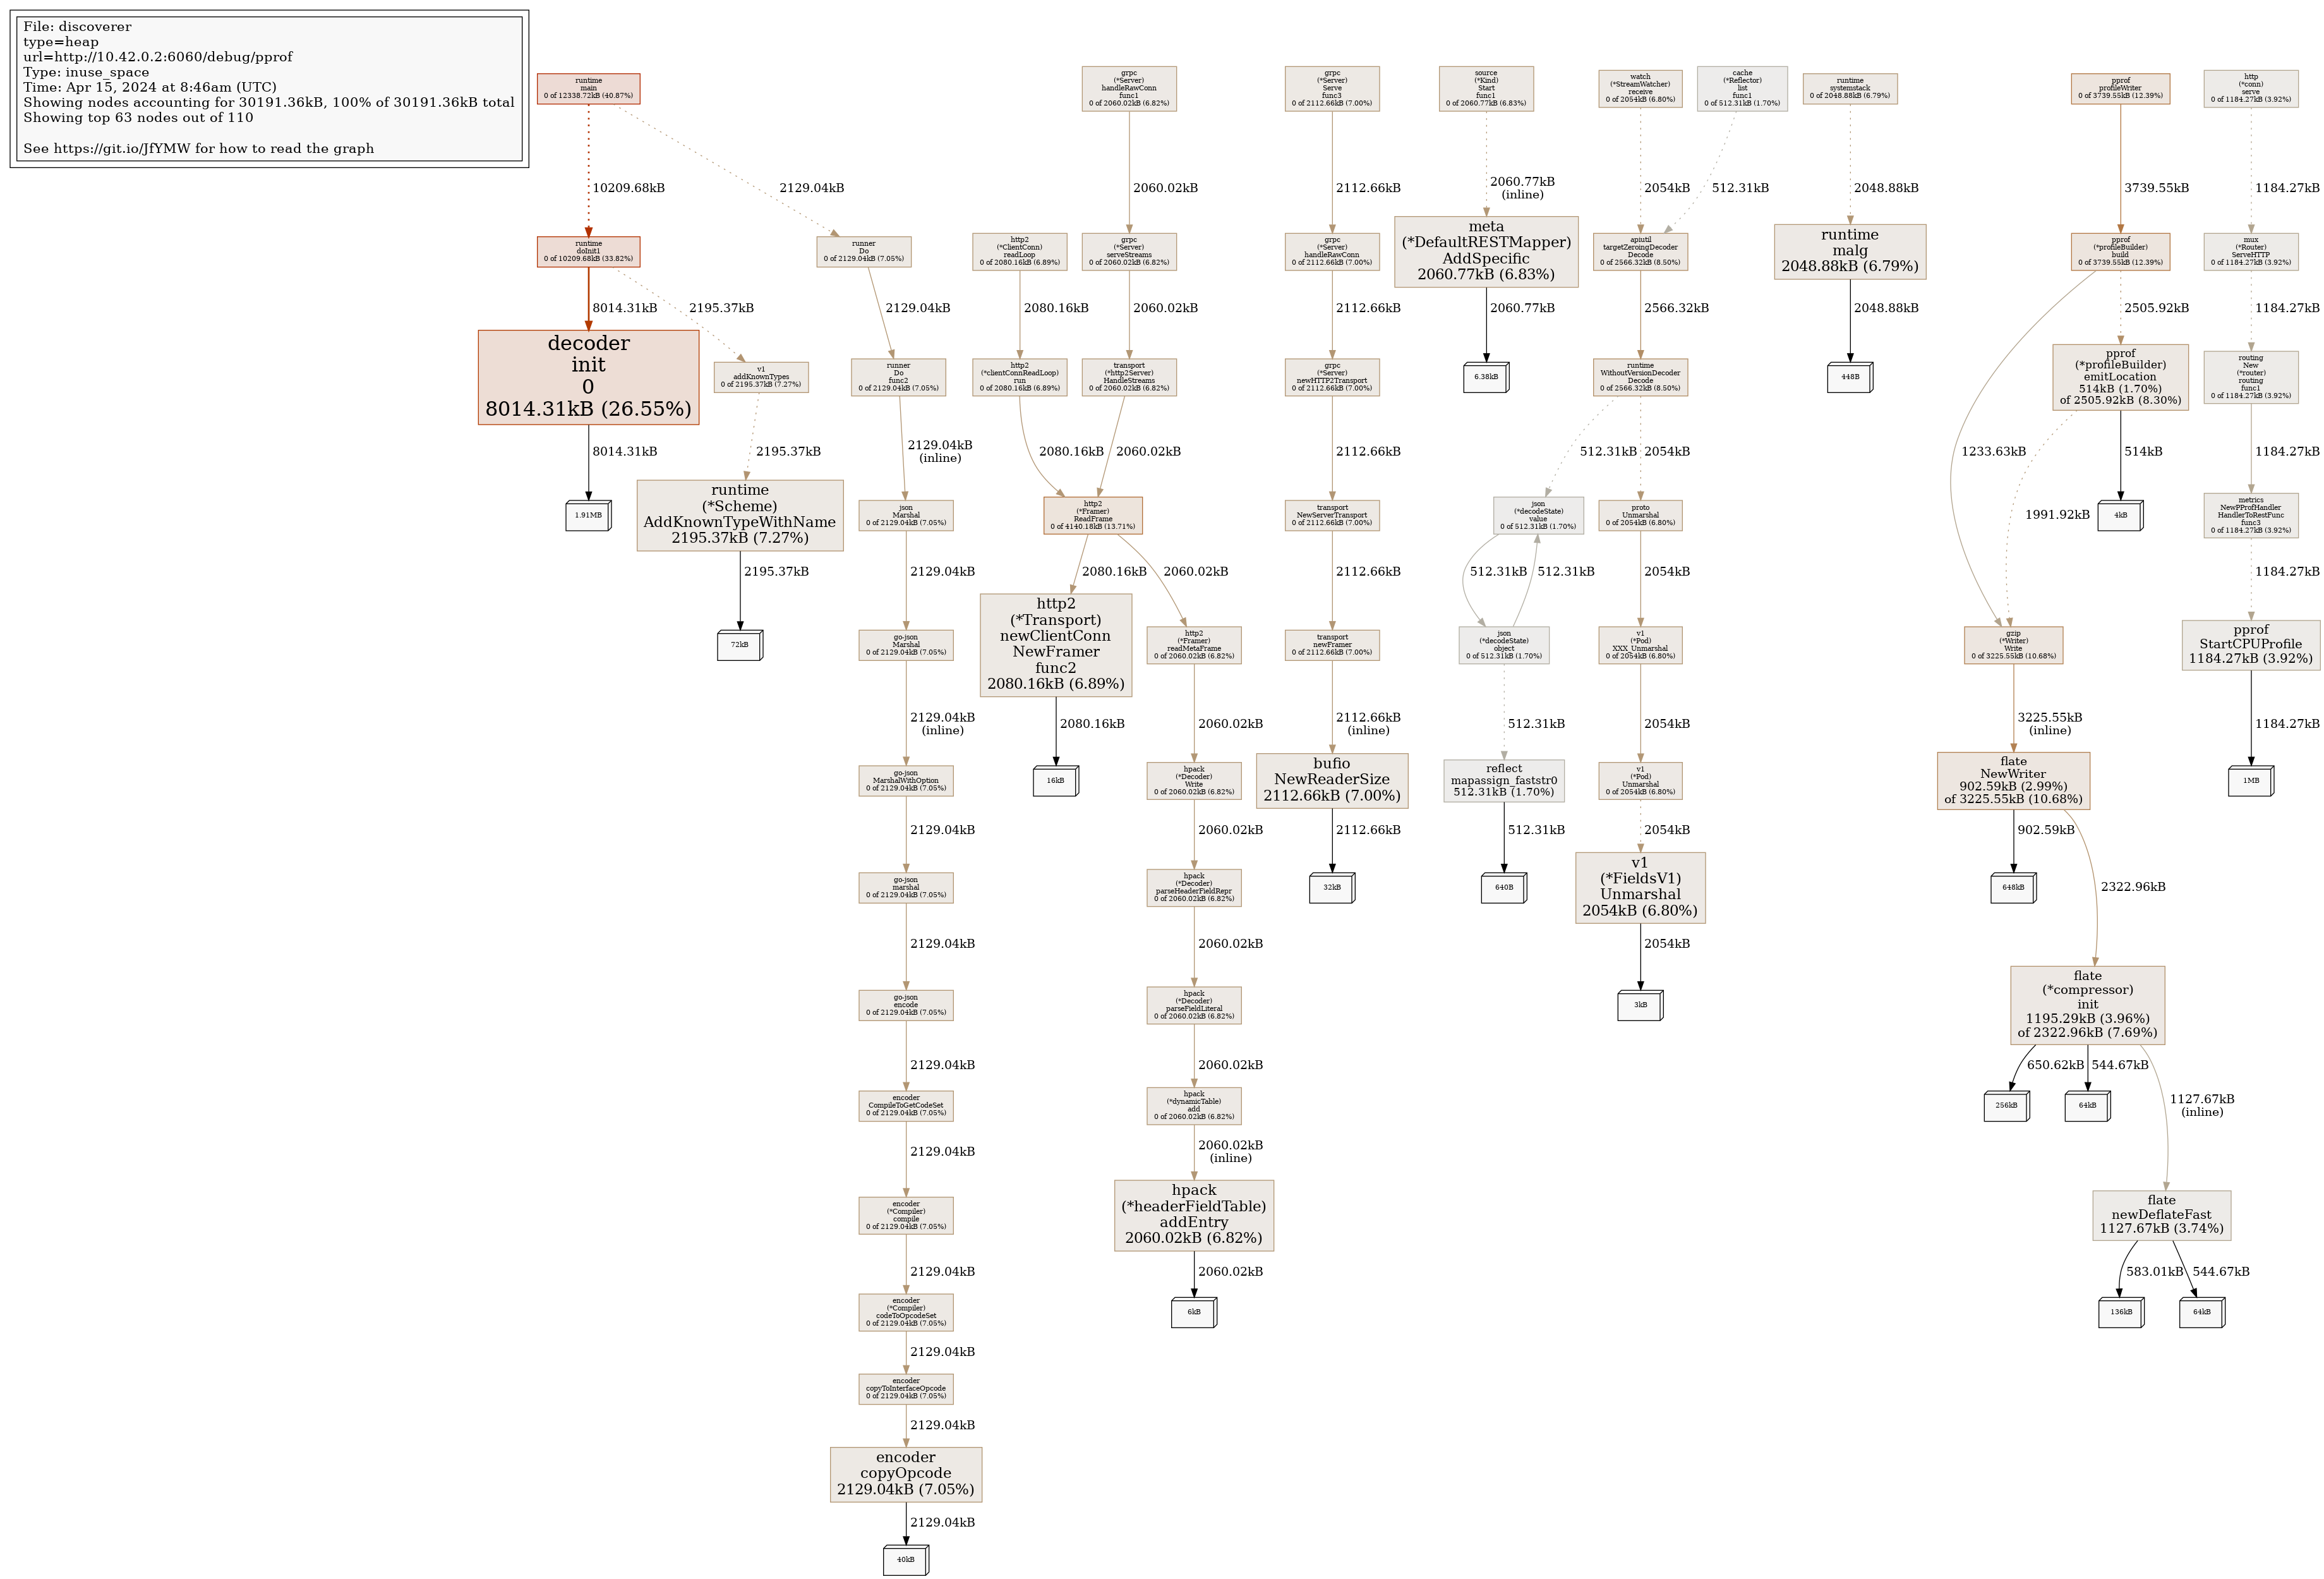 File: discoverer
type=heap
url=http://10.42.0.2:6060/debug/pprof
Type: inuse_space
Time: Apr 15, 2024 at 8:46am (UTC)
Showing nodes accounting for 30191.36kB, 100% of 30191.36kB total
Showing top 63 nodes out of 110
See https://git.io/JfYMW for how to read the graph
runtime
main
0 of 12338.72kB (40.87%)
10209.68kB
2129.04kB
runtime
doInit1
0 of 10209.68kB (33.82%)
8014.31kB
2195.37kB
decoder
init
0
8014.31kB (26.55%)
8014.31kB
1.91MB
v1
addKnownTypes
0 of 2195.37kB (7.27%)
2195.37kB
runtime
(*Scheme)
AddKnownTypeWithName
2195.37kB (7.27%)
2195.37kB
72kB
runner
Do
0 of 2129.04kB (7.05%)
2129.04kB
runner
Do
func2
0 of 2129.04kB (7.05%)
2129.04kB
(inline)
json
Marshal
0 of 2129.04kB (7.05%)
2129.04kB
go-json
Marshal
0 of 2129.04kB (7.05%)
2129.04kB
(inline)
go-json
MarshalWithOption
0 of 2129.04kB (7.05%)
2129.04kB
go-json
marshal
0 of 2129.04kB (7.05%)
2129.04kB
go-json
encode
0 of 2129.04kB (7.05%)
2129.04kB
encoder
CompileToGetCodeSet
0 of 2129.04kB (7.05%)
2129.04kB
encoder
(*Compiler)
compile
0 of 2129.04kB (7.05%)
2129.04kB
encoder
(*Compiler)
codeToOpcodeSet
0 of 2129.04kB (7.05%)
2129.04kB
encoder
copyToInterfaceOpcode
0 of 2129.04kB (7.05%)
2129.04kB
encoder
copyOpcode
2129.04kB (7.05%)
2129.04kB
40kB
http2
(*ClientConn)
readLoop
0 of 2080.16kB (6.89%)
2080.16kB
http2
(*clientConnReadLoop)
run
0 of 2080.16kB (6.89%)
2080.16kB
grpc
(*Server)
handleRawConn
func1
0 of 2060.02kB (6.82%)
2060.02kB
grpc
(*Server)
serveStreams
0 of 2060.02kB (6.82%)
2060.02kB
transport
(*http2Server)
HandleStreams
0 of 2060.02kB (6.82%)
2060.02kB
http2
(*Framer)
ReadFrame
0 of 4140.18kB (13.71%)
2080.16kB
2060.02kB
http2
(*Transport)
newClientConn
NewFramer
func2
2080.16kB (6.89%)
2080.16kB
16kB
http2
(*Framer)
readMetaFrame
0 of 2060.02kB (6.82%)
2060.02kB
hpack
(*Decoder)
Write
0 of 2060.02kB (6.82%)
2060.02kB
hpack
(*Decoder)
parseHeaderFieldRepr
0 of 2060.02kB (6.82%)
2060.02kB
hpack
(*Decoder)
parseFieldLiteral
0 of 2060.02kB (6.82%)
2060.02kB
hpack
(*dynamicTable)
add
0 of 2060.02kB (6.82%)
2060.02kB
(inline)
hpack
(*headerFieldTable)
addEntry
2060.02kB (6.82%)
2060.02kB
6kB
grpc
(*Server)
Serve
func3
0 of 2112.66kB (7.00%)
2112.66kB
grpc
(*Server)
handleRawConn
0 of 2112.66kB (7.00%)
2112.66kB
grpc
(*Server)
newHTTP2Transport
0 of 2112.66kB (7.00%)
2112.66kB
transport
NewServerTransport
0 of 2112.66kB (7.00%)
2112.66kB
transport
newFramer
0 of 2112.66kB (7.00%)
2112.66kB
(inline)
bufio
NewReaderSize
2112.66kB (7.00%)
2112.66kB
32kB
source
(*Kind)
Start
func1
0 of 2060.77kB (6.83%)
2060.77kB
(inline)
meta
(*DefaultRESTMapper)
AddSpecific
2060.77kB (6.83%)
2060.77kB
6.38kB
watch
(*StreamWatcher)
receive
0 of 2054kB (6.80%)
2054kB
cache
(*Reflector)
list
func1
0 of 512.31kB (1.70%)
512.31kB
apiutil
targetZeroingDecoder
Decode
0 of 2566.32kB (8.50%)
2566.32kB
runtime
WithoutVersionDecoder
Decode
0 of 2566.32kB (8.50%)
512.31kB
2054kB
json
(*decodeState)
value
0 of 512.31kB (1.70%)
512.31kB
512.31kB
json
(*decodeState)
object
0 of 512.31kB (1.70%)
512.31kB
reflect
mapassign_faststr0
512.31kB (1.70%)
512.31kB
640B
proto
Unmarshal
0 of 2054kB (6.80%)
2054kB
v1
(*Pod)
XXX_Unmarshal
0 of 2054kB (6.80%)
2054kB
v1
(*Pod)
Unmarshal
0 of 2054kB (6.80%)
2054kB
v1
(*FieldsV1)
Unmarshal
2054kB (6.80%)
2054kB
3kB
runtime
systemstack
0 of 2048.88kB (6.79%)
2048.88kB
runtime
malg
2048.88kB (6.79%)
2048.88kB
448B
pprof
profileWriter
0 of 3739.55kB (12.39%)
3739.55kB
pprof
(*profileBuilder)
build
0 of 3739.55kB (12.39%)
1233.63kB
2505.92kB
pprof
(*profileBuilder)
emitLocation
514kB (1.70%)
of 2505.92kB (8.30%)
1991.92kB
514kB
4kB
gzip
(*Writer)
Write
0 of 3225.55kB (10.68%)
3225.55kB
(inline)
flate
NewWriter
902.59kB (2.99%)
of 3225.55kB (10.68%)
902.59kB
648kB
2322.96kB
flate
(*compressor)
init
1195.29kB (3.96%)
of 2322.96kB (7.69%)
650.62kB
544.67kB
256kB
64kB
1127.67kB
(inline)
flate
newDeflateFast
1127.67kB (3.74%)
583.01kB
544.67kB
136kB
64kB
http
(*conn)
serve
0 of 1184.27kB (3.92%)
1184.27kB
mux
(*Router)
ServeHTTP
0 of 1184.27kB (3.92%)
1184.27kB
routing
New
(*router)
routing
func1
0 of 1184.27kB (3.92%)
1184.27kB
metrics
NewPProfHandler
HandlerToRestFunc
func3
0 of 1184.27kB (3.92%)
1184.27kB
pprof
StartCPUProfile
1184.27kB (3.92%)
1184.27kB
1MB